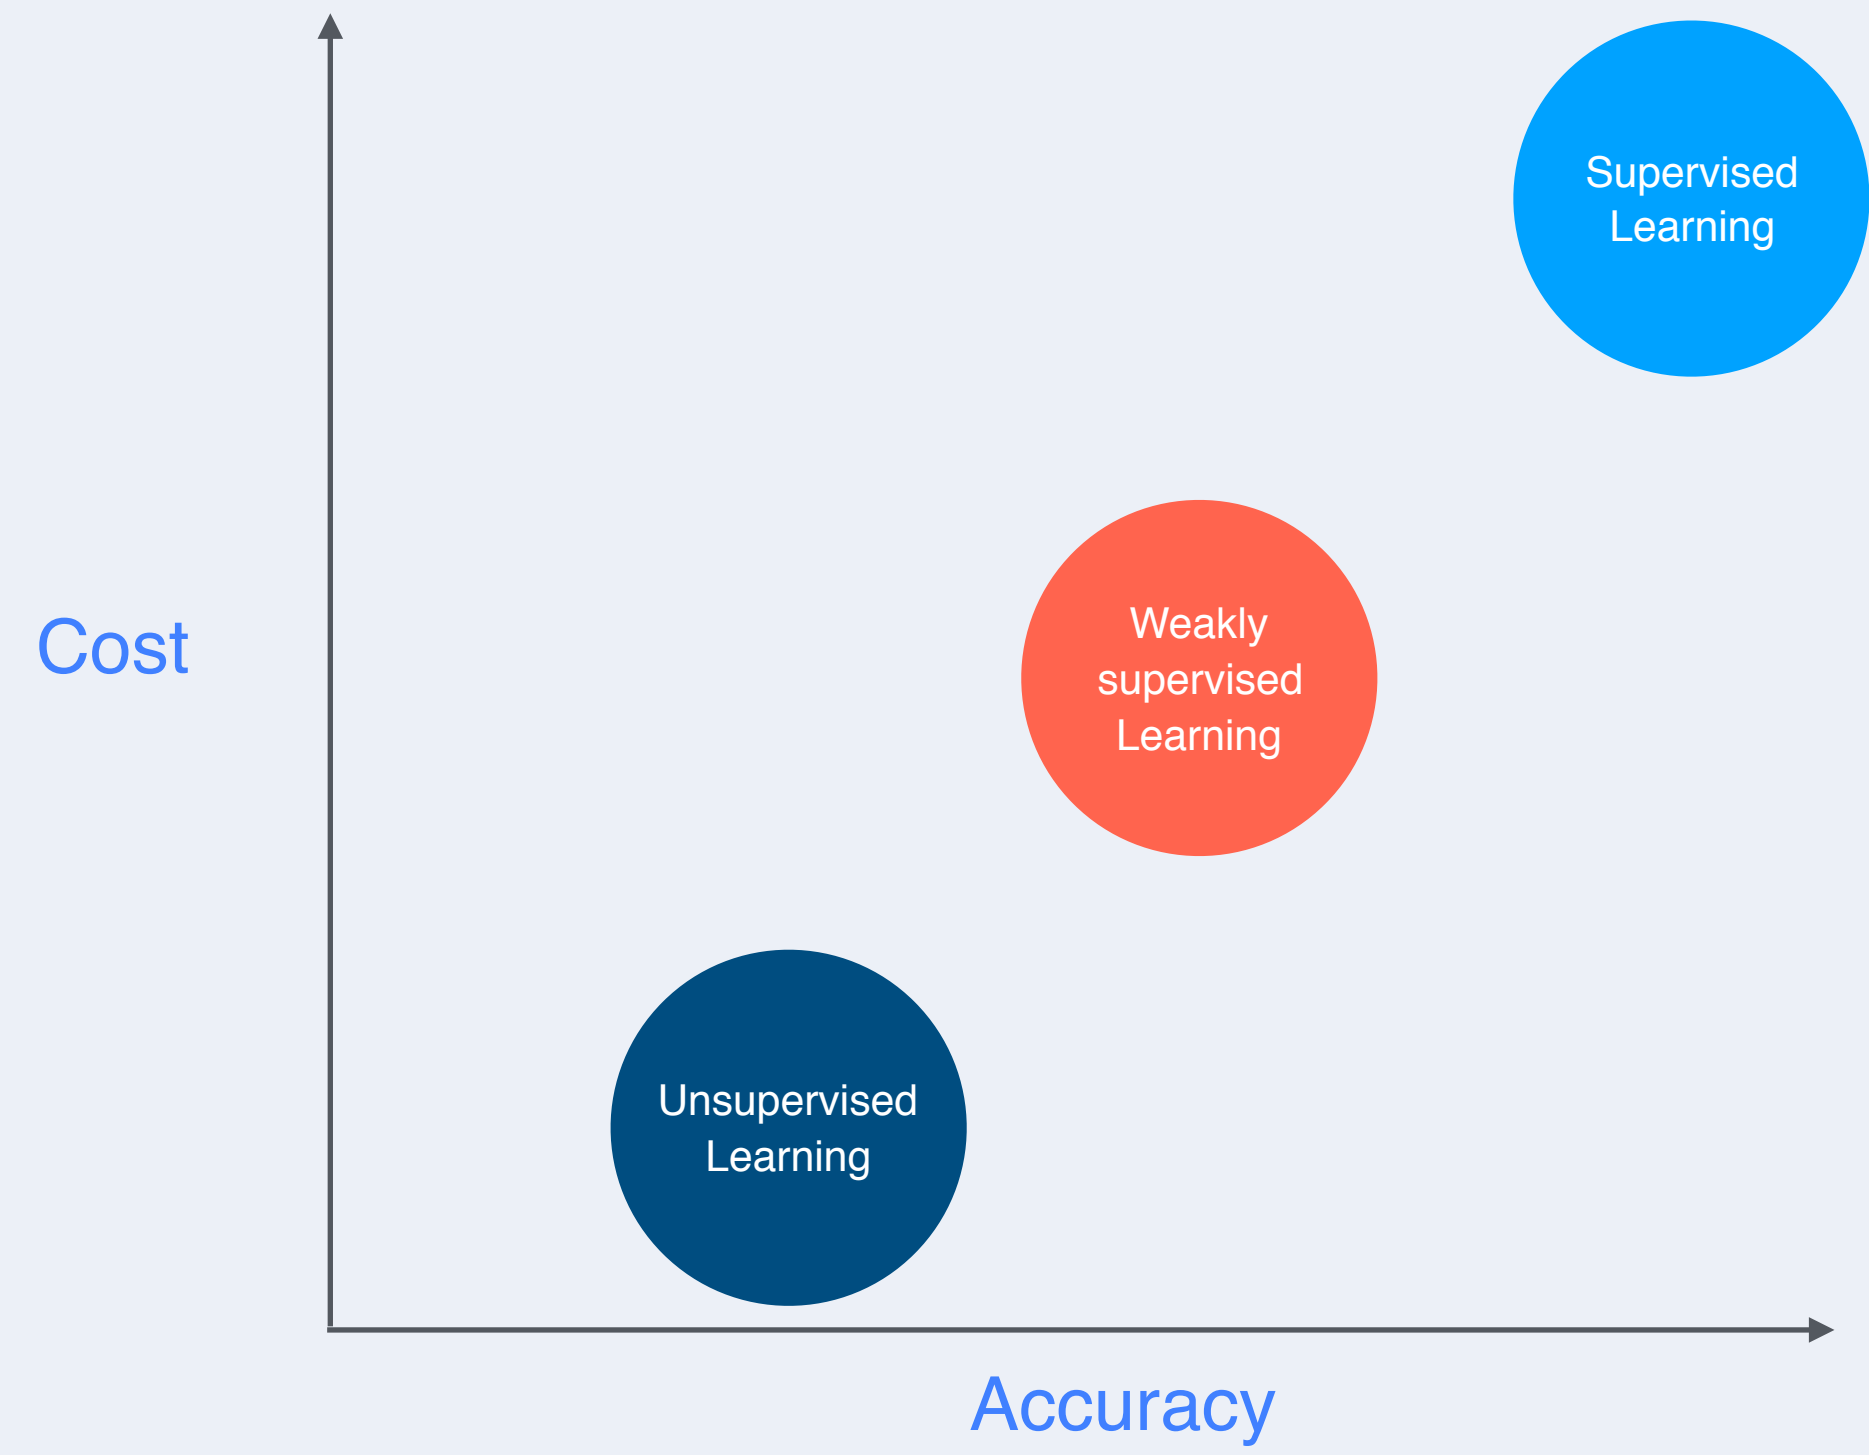 Supervised
Learning
Weakly
supervised
Learning
Cost
Unsupervised
Learning
Accuracy